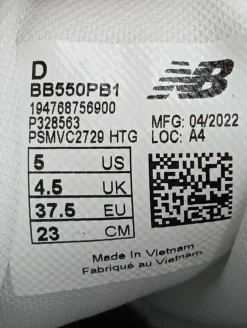 D
BB550PB1
194768756900
P328563
PSMVC2729 HTG
NB
MFG: 04/2022
LOC: A4
5 US
4.5 UK
37.5 EU
23 CM
Made In Vietnam
Fabriqué au Vietnam